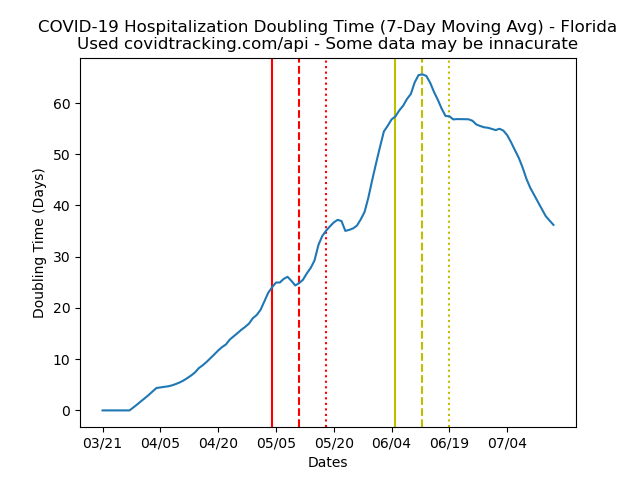 COVID-19 Hospitalization Doubling Time (7-Day Moving Avg) - Florida
Used covidtracking.com/api - Some data may be innacurate
Doubling Time (Days)
60
50
40
30
20
10
0
03/21 04/05 04/20 05/05 05/20 06/04 06/19 07/04
Dates